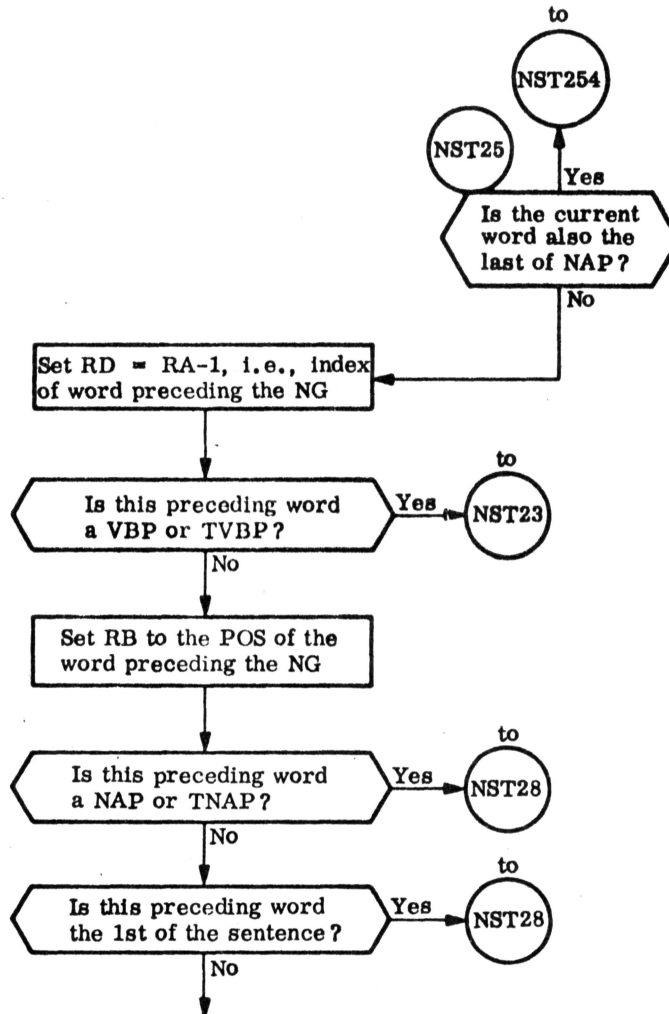 to
NST254
NST25
Yes
Is the current
word also the
last of NAP?
No
Set RD = RA-1, i.e., index
of word preceding the NG
to
Is this preceding word
a VBP or TVBP?
Yes
NST23
No
Set RB to the POS of the
word preceding the NG
to
Is this preceding word
a NAP or TNAP?
Yes
NST28
No
to
Is this preceding word
the 1st of the sentence?
Yes
NST28
No